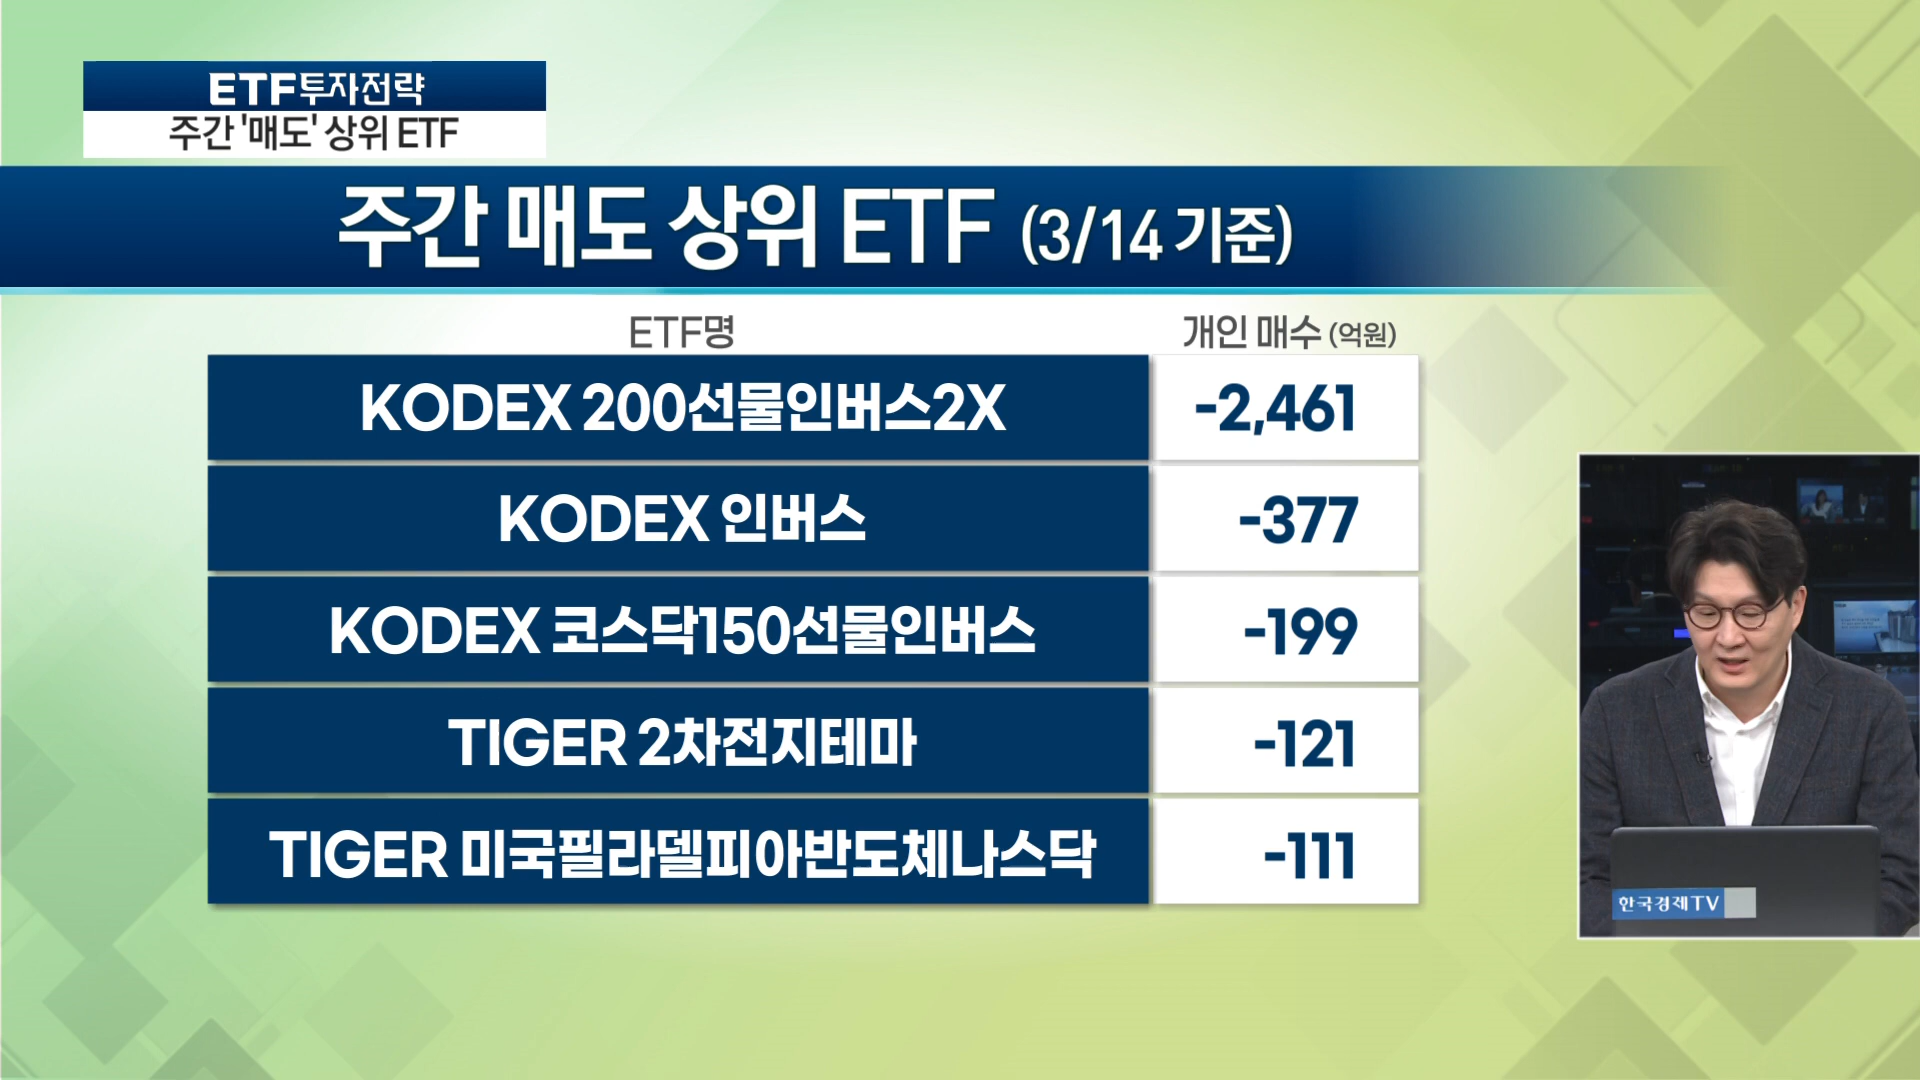 ETF투자전략
주간 '매도' 상위 ETF
주간 매도 상위 ETF (3/14 기준)
ETF명 개인 매수 (억원)
KODEX 200선물인버스2X -2,461
KODEX 인버스 -377
KODEX 코스닥150선물인버스 -199
TIGER 2차전지테마 -121
TIGER 미국필라델피아반도체나스닥 -111
한국경제TV